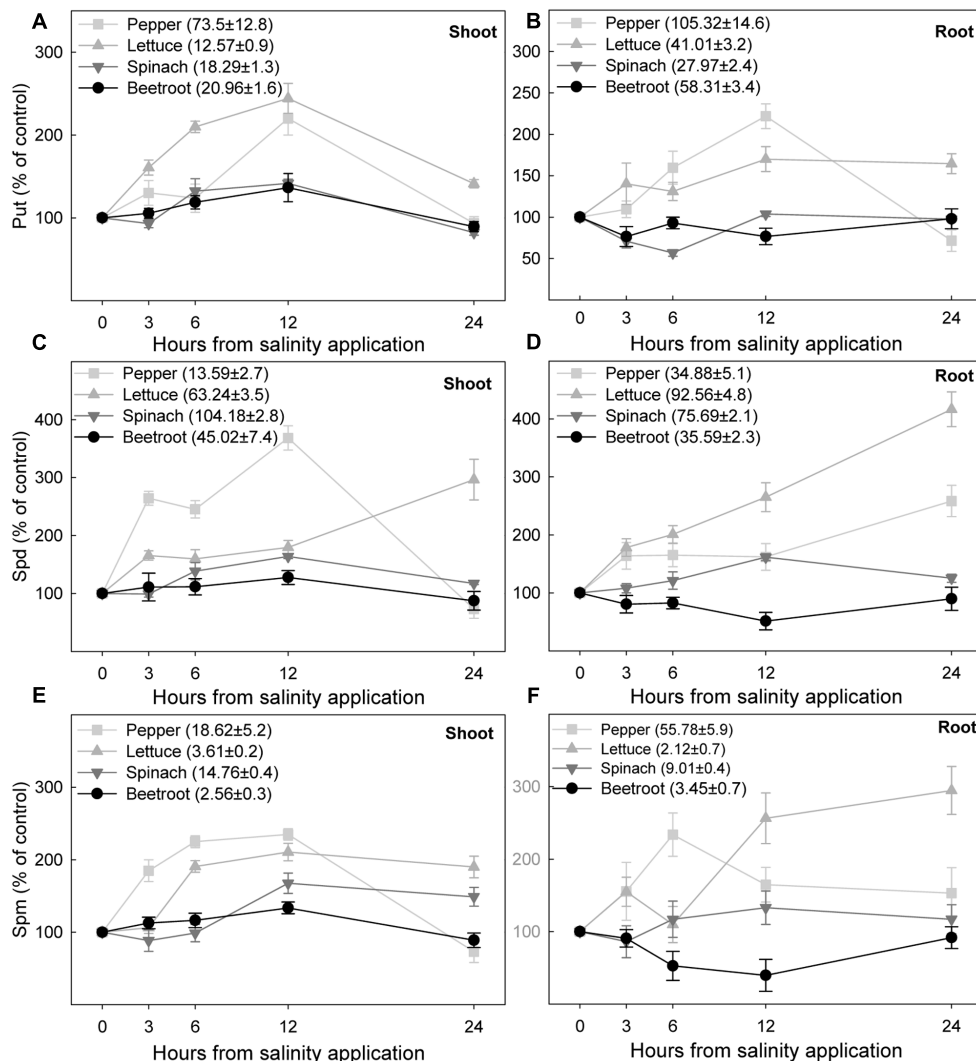 A
Pepper (73.5±12.8)
Lettuce (12.57±0.9)
Spinach (18.29±1.3)
Beetroot (20.96±1.6)
Shoot
300
200
100
Put (% of control)
0 3 6 12 24
Hours from salinity application
B
Pepper (105.32±14.6)
Lettuce (41.01±3.2)
Spinach (27.97±2.4)
Beetroot (58.31±3.4)
Root
300
250
200
150
100
50
0 3 6 12 24
Hours from salinity application
C
Pepper (13.59±2.7)
Lettuce (63.24±3.5)
Spinach (104.18±2.8)
Beetroot (45.02±7.4)
Shoot
400
300
200
100
Spd (% of control)
0 3 6 12 24
Hours from salinity application
D
Pepper (34.88±5.1)
Lettuce (92.56±4.8)
Spinach (75.69±2.1)
Beetroot (35.59±2.3)
Root
400
300
200
100
0 3 6 12 24
Hours from salinity application
E
Pepper (18.62±5.2)
Lettuce (3.61±0.2)
Spinach (14.76±0.4)
Beetroot (2.56±0.3)
Shoot
300
200
100
Spm (% of control)
0 3 6 12 24
Hours from salinity application
F
Pepper (55.78±5.9)
Lettuce (2.12±0.7)
Spinach (9.01±0.4)
Beetroot (3.45±0.7)
Root
300
200
100
0 3 6 12 24
Hours from salinity application